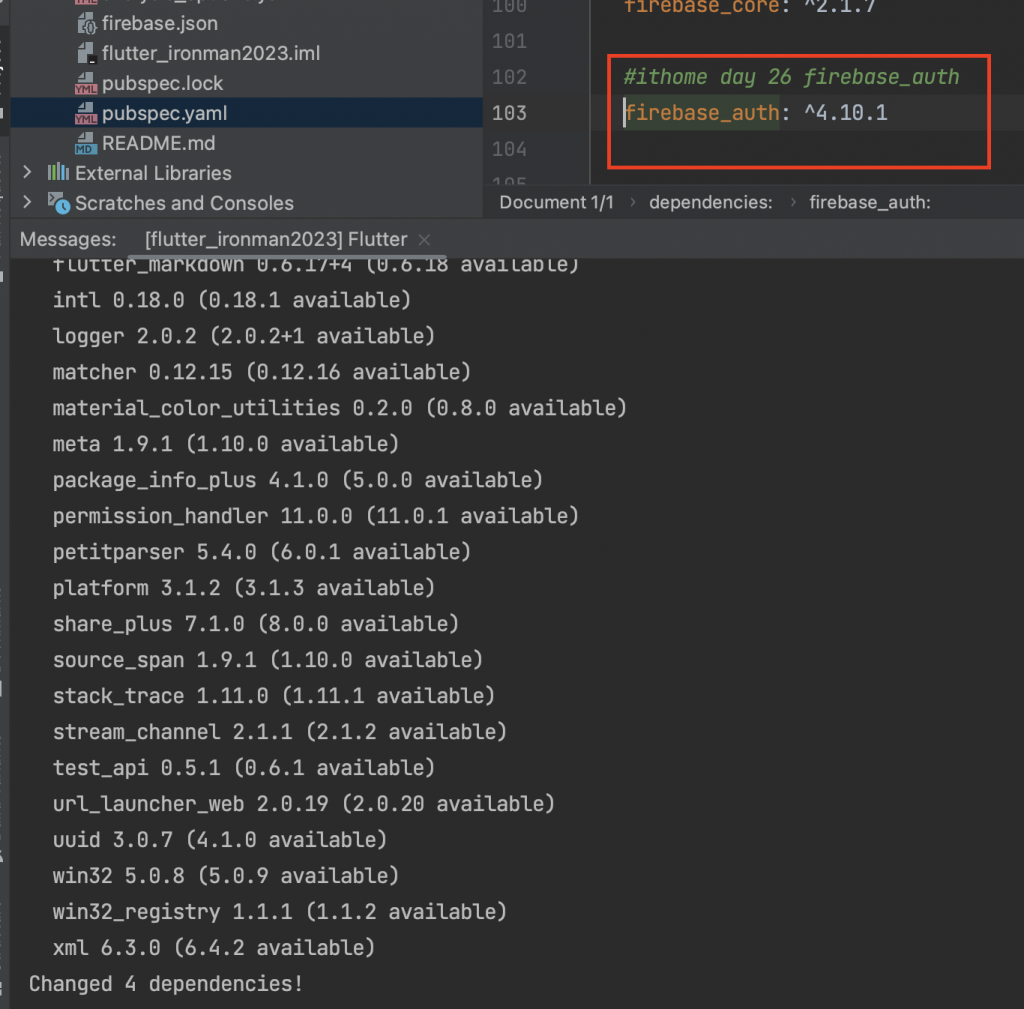 firebase.json
flutter_ironman2023.iml
pubspec.lock
pubspec.yaml
README.md
External Libraries
Scratches and Consoles
100 firebase_core: ^2.1.7
101
102 #ithome day 26 firebase_auth
103 firebase_auth: ^4.10.1
104
105
Document 1/1 › dependencies: › firebase_auth:
Messages: [flutter_ironman2023] Flutter ×
flutter_markdown 0.6.17+4 (0.6.18 available)
intl 0.18.0 (0.18.1 available)
logger 2.0.2 (2.0.2+1 available)
matcher 0.12.15 (0.12.16 available)
material_color_utilities 0.2.0 (0.8.0 available)
meta 1.9.1 (1.10.0 available)
package_info_plus 4.1.0 (5.0.0 available)
permission_handler 11.0.0 (11.0.1 available)
petitparser 5.4.0 (6.0.1 available)
platform 3.1.2 (3.1.3 available)
share_plus 7.1.0 (8.0.0 available)
source_span 1.9.1 (1.10.0 available)
stack_trace 1.11.0 (1.11.1 available)
stream_channel 2.1.1 (2.1.2 available)
test_api 0.5.1 (0.6.1 available)
url_launcher_web 2.0.19 (2.0.20 available)
uuid 3.0.7 (4.1.0 available)
win32 5.0.8 (5.0.9 available)
win32_registry 1.1.1 (1.1.2 available)
xml 6.3.0 (6.4.2 available)
Changed 4 dependencies!